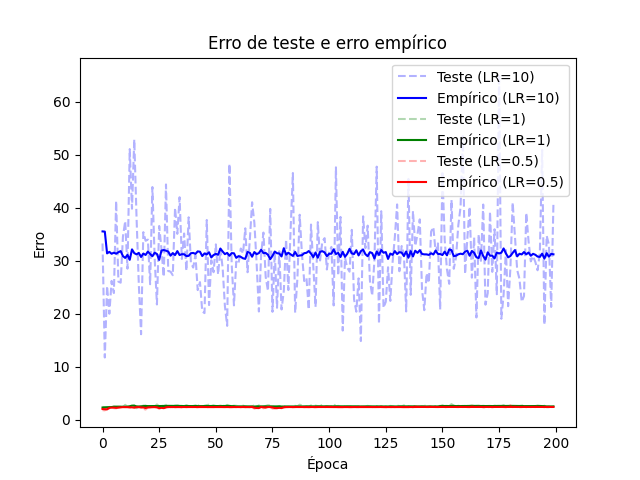 Erro de teste e erro empírico
Teste (LR=10)
Empírico (LR=10)
Teste (LR=1)
Empírico (LR=1)
Teste (LR=0.5)
Empírico (LR=0.5)
60
50
40
30
20
10
0
Erro
0 25 50 75 100 125 150 175 200
Época